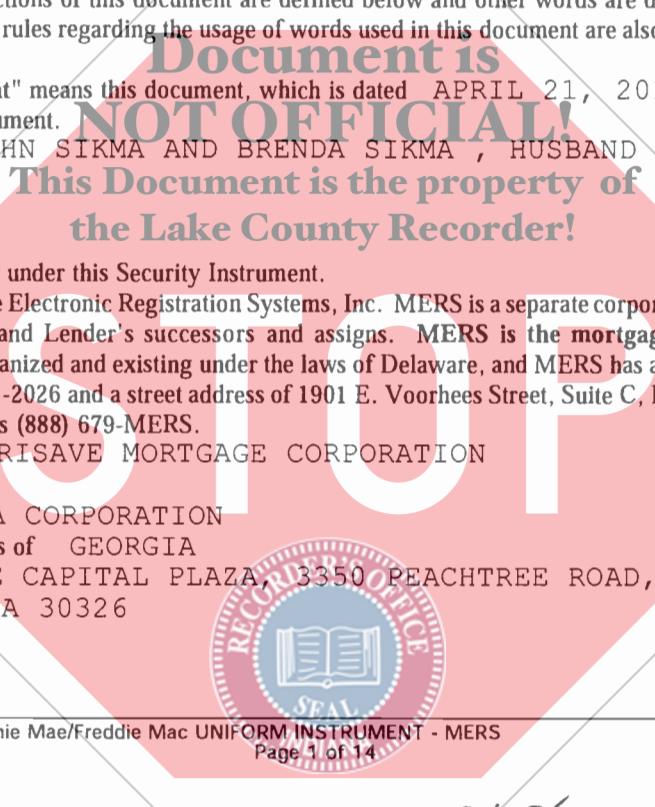 ctions of this document are defined below and other words are d
rules regarding the usage of words used in this document are also
Document is
t" means this document, which is dated APRIL 21, 20
ument.
NOT OFFICIAL!
HN SIKMA AND BRENDA SIKMA , HUSBAND
This Document is the property of
the Lake County Recorder!
under this Security Instrument.
e Electronic Registration Systems, Inc. MERS is a separate corpor
and Lender's successors and assigns. MERS is the mortgag
anized and existing under the laws of Delaware, and MERS has a
-2026 and a street address of 1901 E. Voorhees Street, Suite C,
s (888) 679-MERS.
STOP
RISAVE MORTGAGE CORPORATION
A CORPORATION
s of GEORGIA
E CAPITAL PLAZA, 3350 PEACHTREE ROAD,
A 30326
RECORDER'S OFFICE
SEAL
INDIANA
nie Mae/Freddie Mac UNIFORM INSTRUMENT - MERS
Page 1 of 14